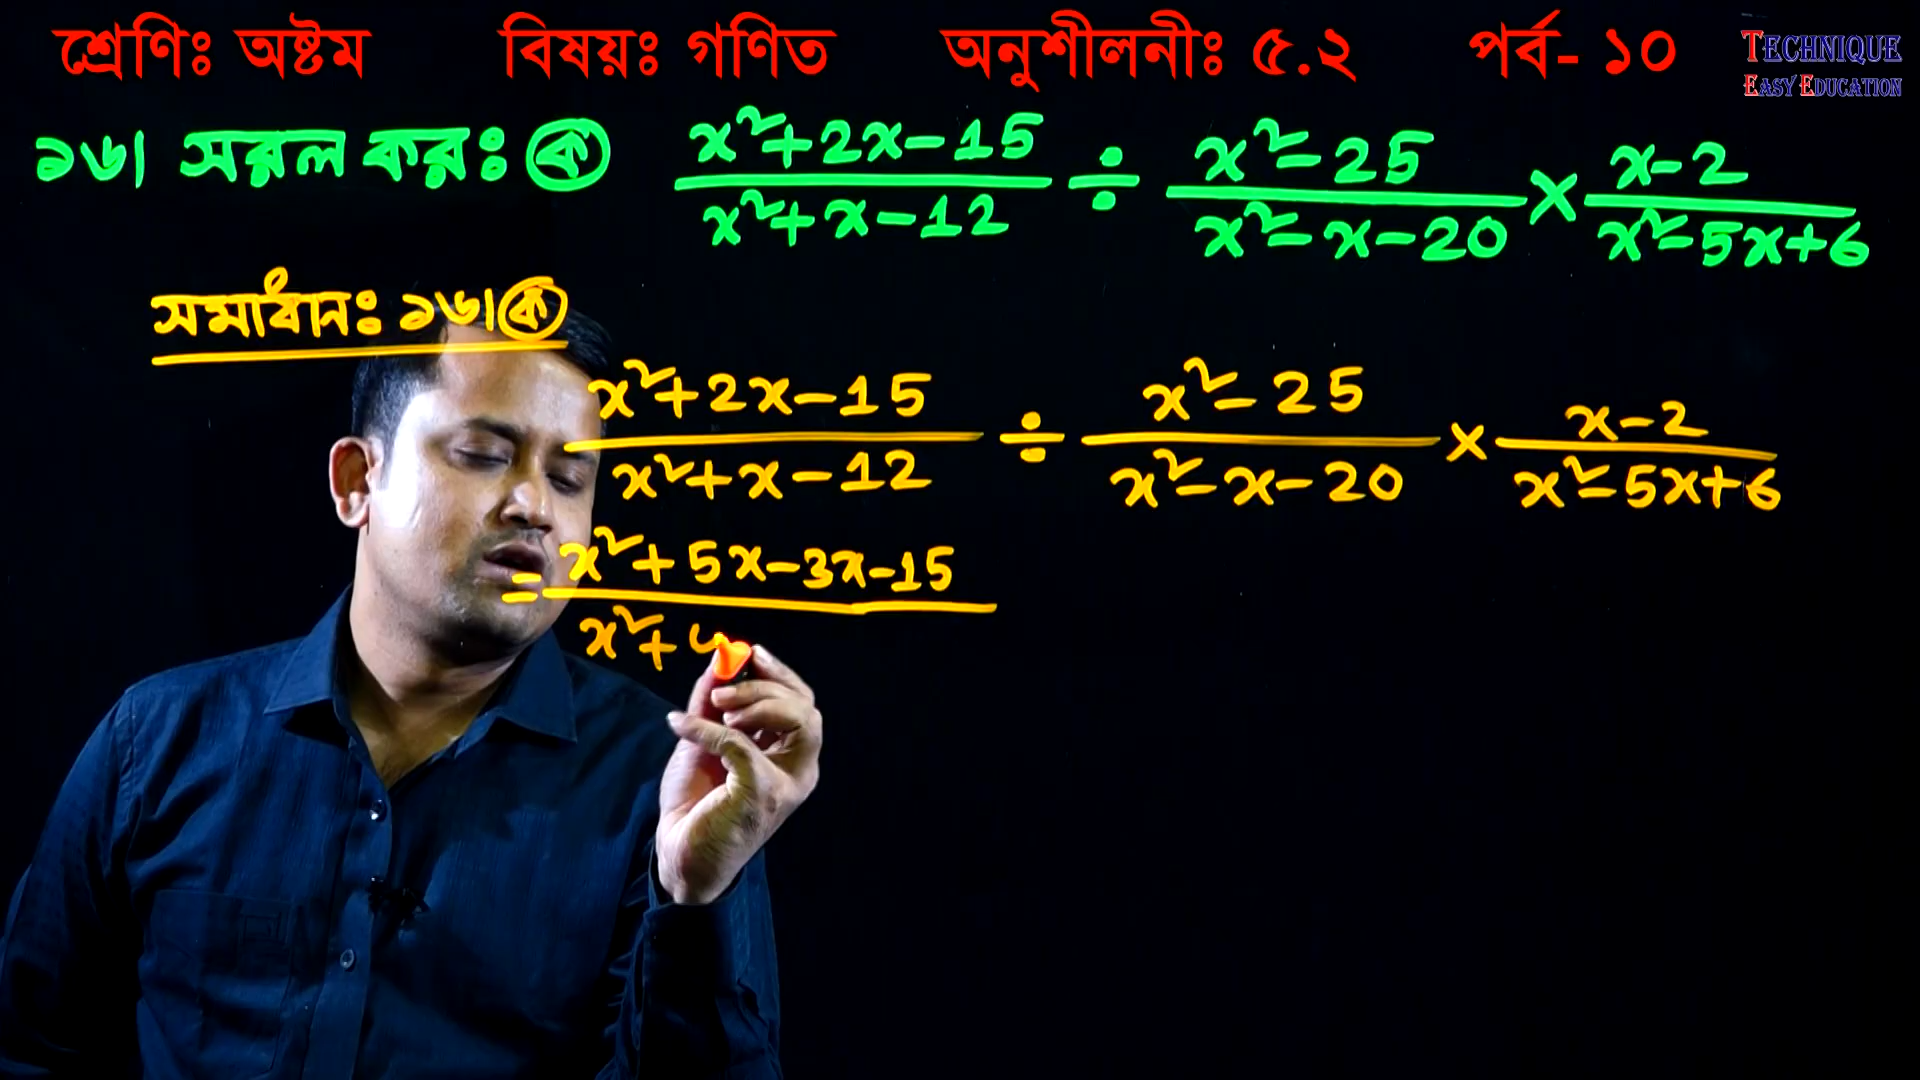 শ্রেণিঃ অষ্টম বিষয়ঃ গণিত অনুশীলনীঃ ৫.২ পর্ব- ১০ TECHNIQUE EASY EDUCATION
১৬। সরল করঃ (ক) (x²+2x-15)/(x²+x-12) ÷ (x²-25)/(x²-x-20) × (x-2)/(x²-5x+6)
সমাধানঃ ১৬।(ক)
(x²+2x-15)/(x²+x-12) ÷ (x²-25)/(x²-x-20) × (x-2)/(x²-5x+6)
= x²+5x-3x-15
x²+